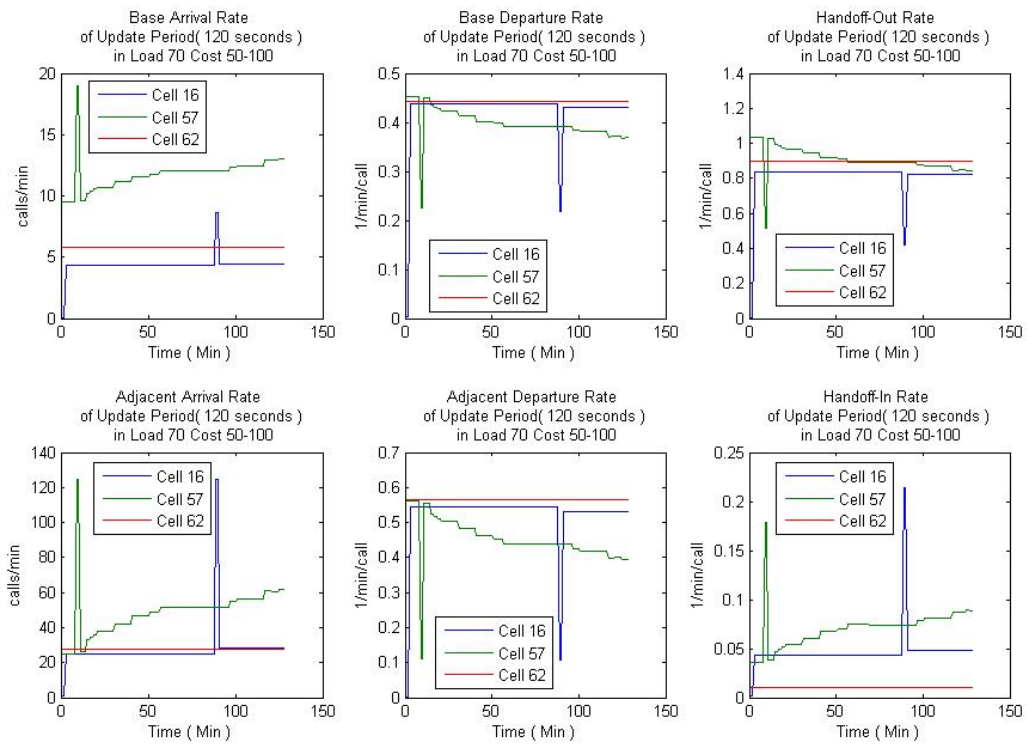 Base Arrival Rate
of Update Period( 120 seconds )
in Load 70 Cost 50-100
20
15
10
5
0
calls/min
Cell 16
Cell 57
Cell 62
0
50
100
150
Time ( Min )
Base Departure Rate
of Update Period( 120 seconds )
in Load 70 Cost 50-100
0.5
0.4
0.3
0.2
0.1
0
1/min/call
Cell 16
Cell 57
Cell 62
0
50
100
150
Time ( Min )
Handoff-Out Rate
of Update Period( 120 seconds )
in Load 70 Cost 50-100
1.4
1.2
1.0
0.8
0.6
0.4
0.2
0
1/min/call
Cell 16
Cell 57
Cell 62
0
50
100
150
Time ( Min )
Adjacent Arrival Rate
of Update Period( 120 seconds )
in Load 70 Cost 50-100
140
120
100
80
60
40
20
0
calls/min
Cell 16
Cell 57
Cell 62
0
50
100
150
Time ( Min )
Adjacent Departure Rate
of Update Period( 120 seconds )
in Load 70 Cost 50-100
0.7
0.6
0.5
0.4
0.3
0.2
0.1
0
1/min/call
Cell 16
Cell 57
Cell 62
0
50
100
150
Time ( Min )
Handoff-In Rate
of Update Period( 120 seconds )
in Load 70 Cost 50-100
0.25
0.2
0.15
0.1
0.05
0
1/min/call
Cell 16
Cell 57
Cell 62
0
50
100
150
Time ( Min )